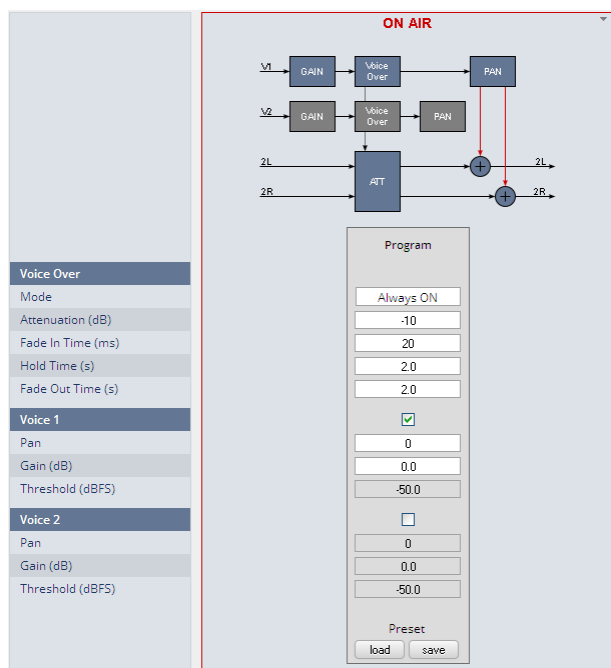 ON AIR
V1
GAIN
Voice
Over
PAN
V2
GAIN
Voice
Over
PAN
2L
ATT
+
2L
2R
+
2R
Program
Voice Over
Mode
Always ON
Attenuation (dB)
-10
Fade In Time (ms)
20
Hold Time (s)
2.0
Fade Out Time (s)
2.0
Voice 1
Pan
0
Gain (dB)
0.0
Threshold (dBFS)
-50.0
Voice 2
Pan
0
Gain (dB)
0.0
Threshold (dBFS)
-50.0
Preset
load
save